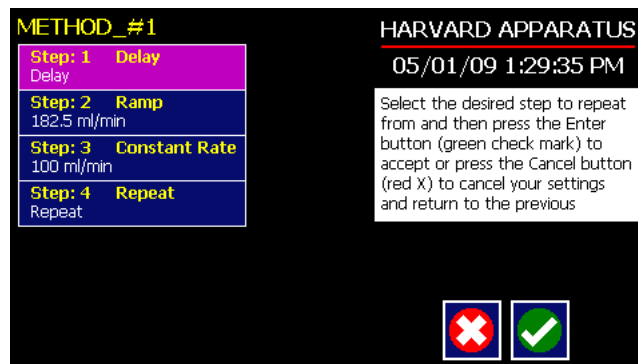 METHOD_#1
Step: 1 Delay
Delay
Step: 2 Ramp
182.5 ml/min
Step: 3 Constant Rate
100 ml/min
Step: 4 Repeat
Repeat
HARVARD APPARATUS
05/01/09 1:29:35 PM
Select the desired step to repeat
from and then press the Enter
button (green check mark) to
accept or press the Cancel button
(red X) to cancel your settings
and return to the previous